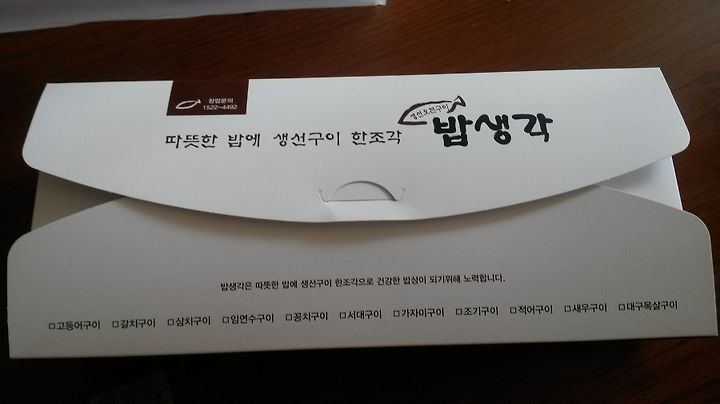 창업문의
1522-4492
생선오븐구이
따뜻한 밥에 생선구이 한조각 밥생각
밥생각은 따뜻한 밥에 생선구이 한조각으로 건강한 밥상이 되기위해 노력합니다.
□고등어구이 □갈치구이 □삼치구이 □임연수구이 □꽁치구이 □서대구이 □가자미구이 □조기구이 □적어구이 □새우구이 □대구목살구이